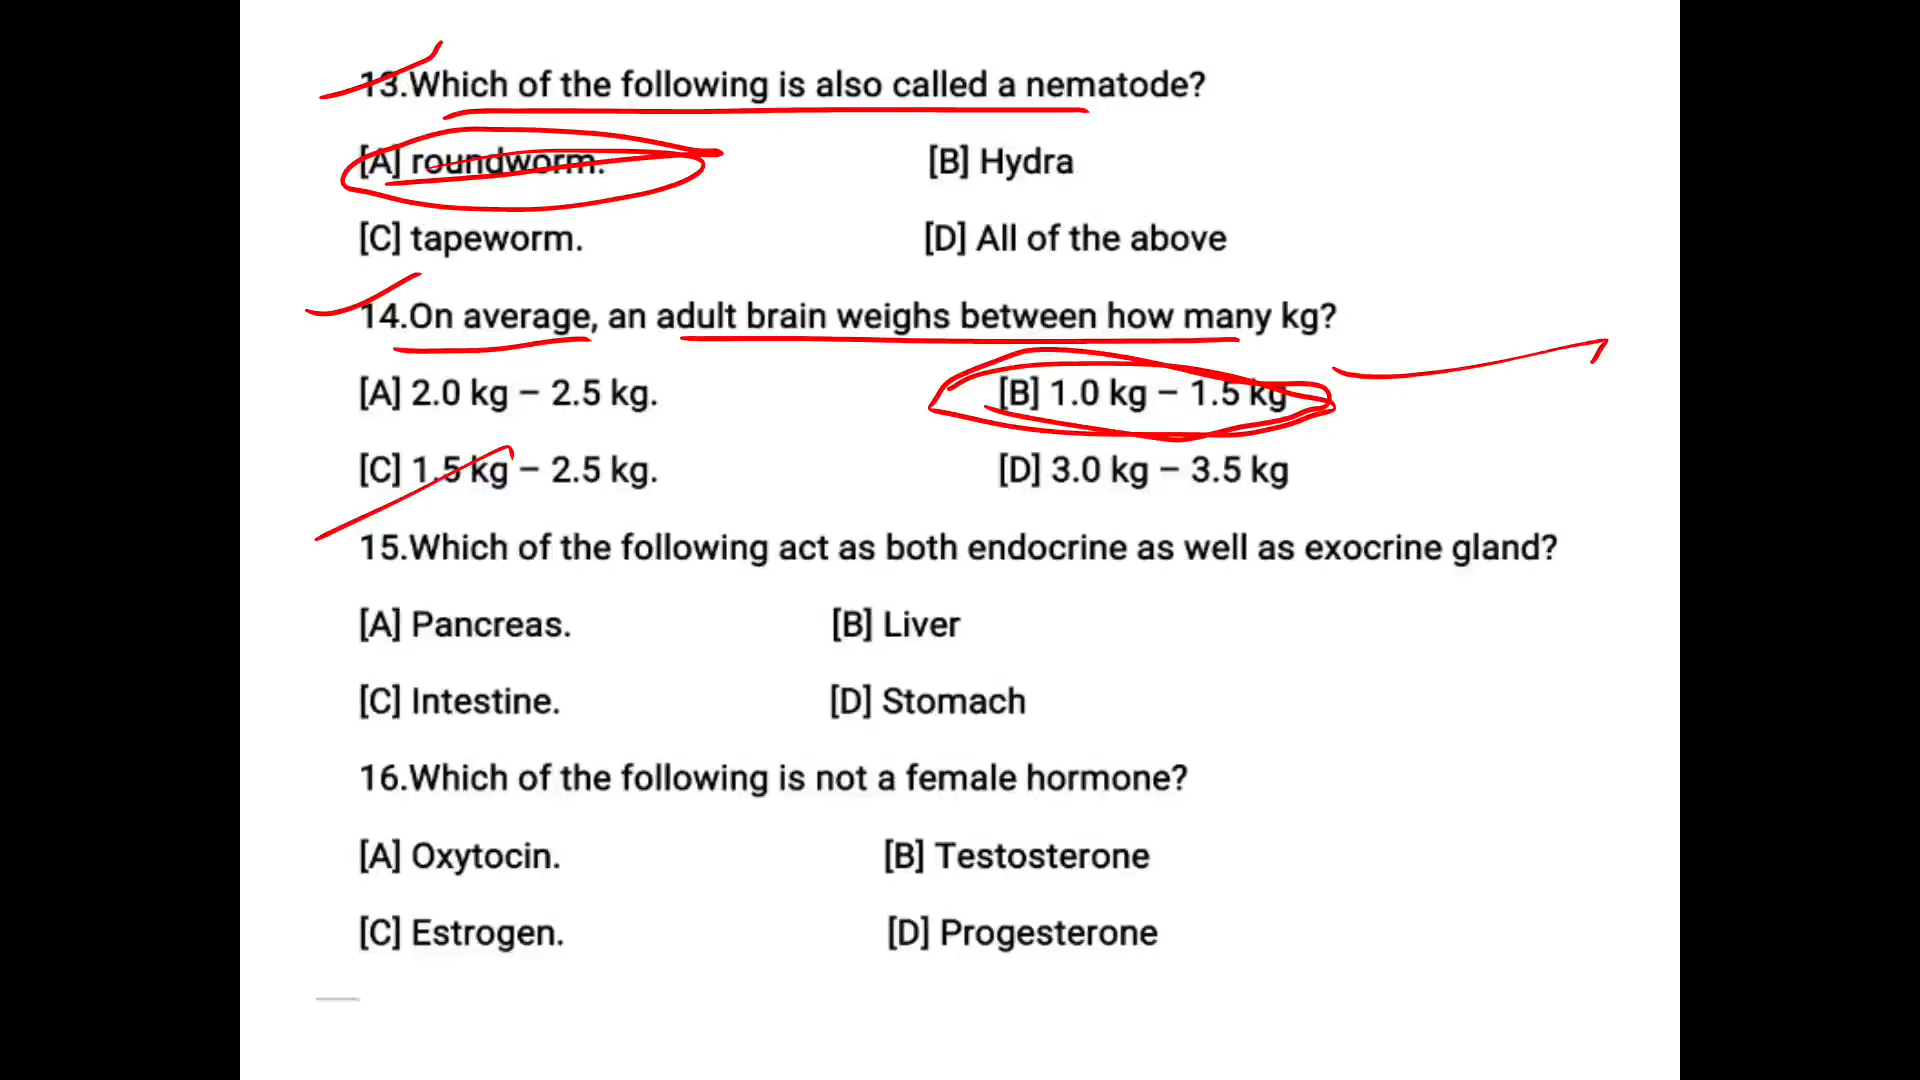 13.Which of the following is also called a nematode?
[A] roundworm. [B] Hydra
[C] tapeworm. [D] All of the above
14.On average, an adult brain weighs between how many kg?
[A] 2.0 kg – 2.5 kg. [B] 1.0 kg – 1.5 kg
[C] 1.5 kg – 2.5 kg. [D] 3.0 kg – 3.5 kg
15.Which of the following act as both endocrine as well as exocrine gland?
[A] Pancreas. [B] Liver
[C] Intestine. [D] Stomach
16.Which of the following is not a female hormone?
[A] Oxytocin. [B] Testosterone
[C] Estrogen. [D] Progesterone